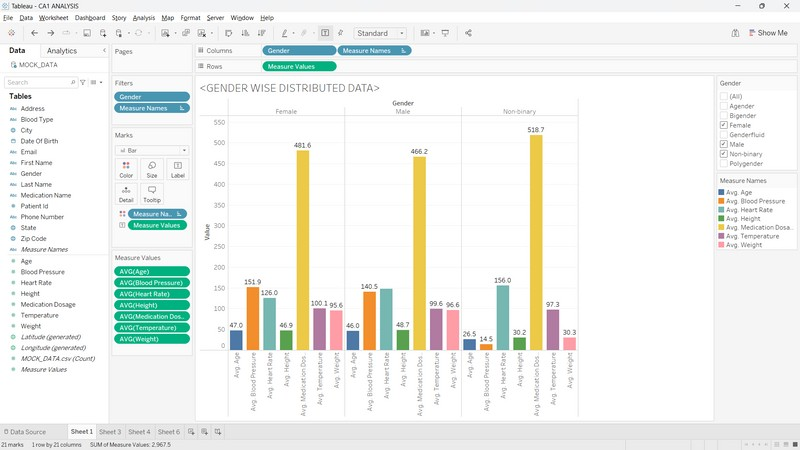 Tableau - CA1 ANALYSIS
File Data Worksheet Dashboard Story Analysis Map Format Server Window Help
Standard
Show Me
Data Analytics
MOCK_DATA
Search
Tables
Abc Address
Abc Blood Type
City
Date Of Birth
Abc Email
Abc First Name
Abc Gender
Abc Last Name
Abc Medication Name
Patient Id
Abc Phone Number
State
Zip Code
Abc Measure Names
Age
Blood Pressure
Heart Rate
Height
Medication Dosage
Temperature
Weight
Latitude (generated)
Longitude (generated)
MOCK_DATA.csv (Count)
Measure Values
Pages
Filters
Gender
Measure Names
Marks
Bar
Color Size Label
Detail Tooltip
Measure Na..
Measure Values
Measure Values
AVG(Age)
AVG(Blood Pressure)
AVG(Heart Rate)
AVG(Height)
AVG(Medication Dos..
AVG(Temperature)
AVG(Weight)
Columns Gender Measure Names
Rows Measure Values
<GENDER WISE DISTRIBUTED DATA>
Gender
Female Male Non-binary
Value
550
500
450
400
350
300
250
200
150
100
50
0
47.0 151.9 126.0 46.9 481.6 100.1 95.6
46.0 140.5 48.7 466.2 99.6 96.6
26.5 14.5 156.0 30.2 518.7 97.3 30.3
Avg. Age Avg. Blood Pressure Avg. Heart Rate Avg. Height Avg. Medication Dos.. Avg. Temperature Avg. Weight
Avg. Age Avg. Blood Pressure Avg. Heart Rate Avg. Height Avg. Medication Dos.. Avg. Temperature Avg. Weight
Avg. Age Avg. Blood Pressure Avg. Heart Rate Avg. Height Avg. Medication Dos.. Avg. Temperature Avg. Weight
Gender
(All)
Agender
Bigender
Female
Genderfluid
Male
Non-binary
Polygender
Measure Names
Avg. Age
Avg. Blood Pressure
Avg. Heart Rate
Avg. Height
Avg. Medication Dosa..
Avg. Temperature
Avg. Weight
Data Source Sheet 1 Sheet 3 Sheet 4 Sheet 6
21 marks 1 row by 21 columns SUM of Measure Values: 2,967.5